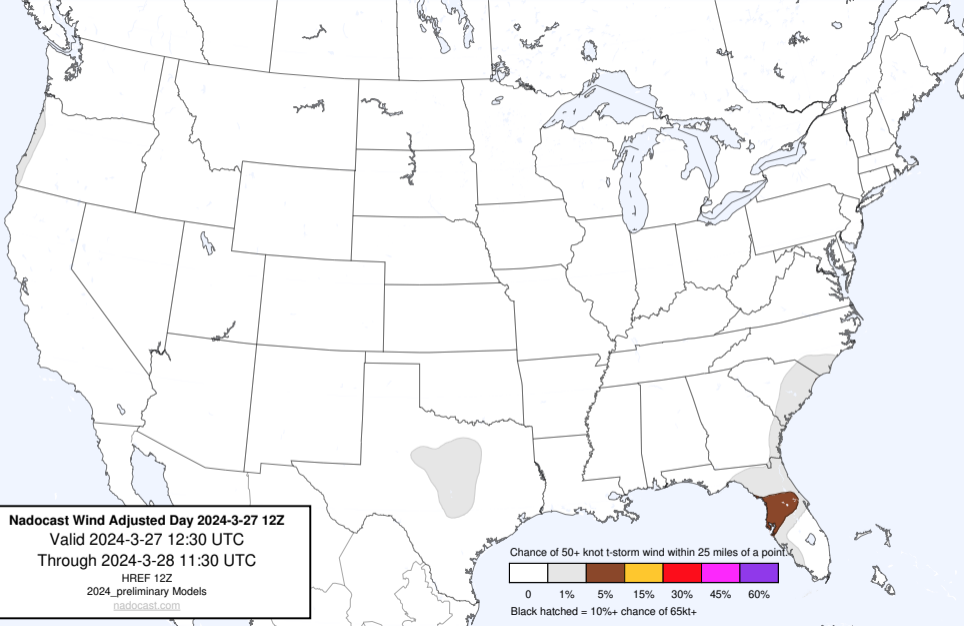 Nadocast Wind Adjusted Day 2024-3-27 12Z
Valid 2024-3-27 12:30 UTC
Through 2024-3-28 11:30 UTC
HREF 12Z
2024_preliminary Models
nadocast.com
Chance of 50+ knot t-storm wind within 25 miles of a point.
0 1% 5% 15% 30% 45% 60%
Black hatched = 10%+ chance of 65kt+